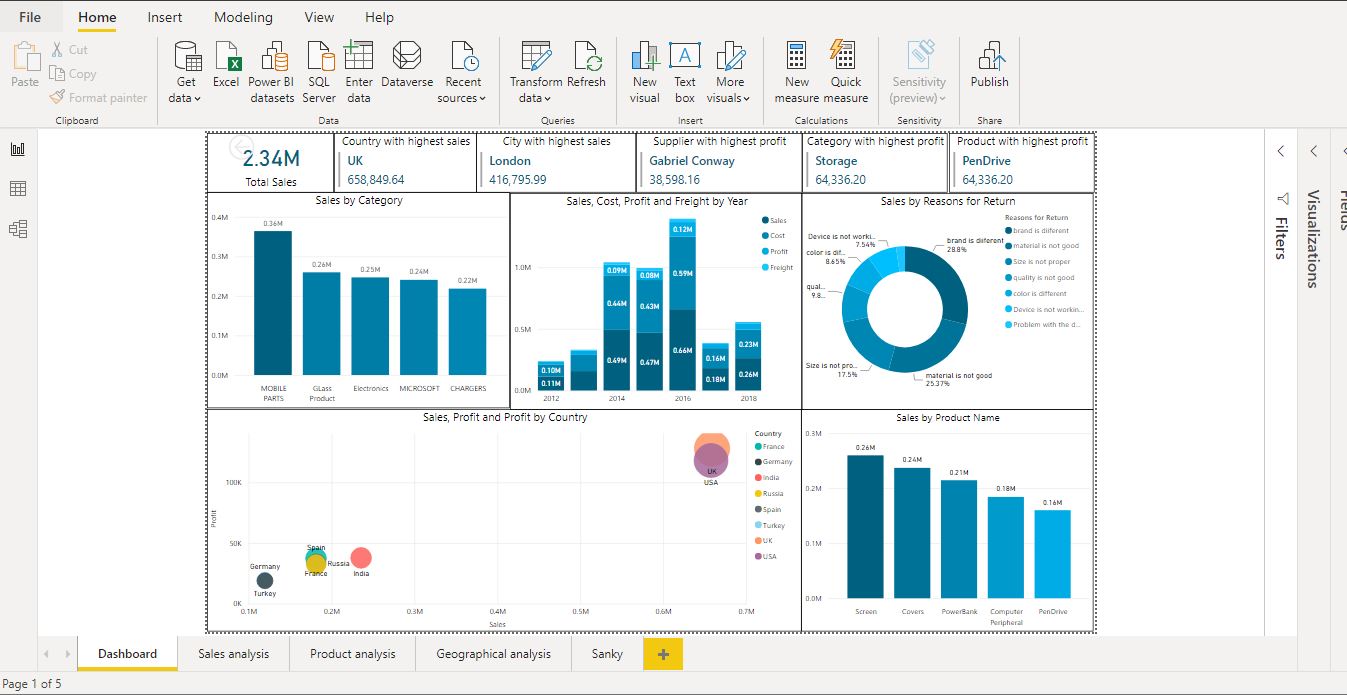 File Home Insert Modeling View Help
Paste
Cut
Copy
Format painter
Clipboard
Get data
Excel
Power BI datasets
SQL Server
Enter data
Dataverse
Recent sources
Data
Transform data
Refresh
Queries
New visual
Text box
More visuals
Insert
New measure
Quick measure
Calculations
Sensitivity (preview)
Sensitivity
Publish
Share
2.34M
Total Sales
Country with highest sales
UK
658,849.64
City with highest sales
London
416,795.99
Supplier with highest profit
Gabriel Conway
38,598.16
Category with highest profit
Storage
64,336.20
Product with highest profit
PenDrive
64,336.20
Sales by Category
0.4M
0.3M
0.2M
0.1M
0.0M
0.36M
0.26M
0.25M
0.24M
0.22M
MOBILE PARTS
GLass Product
Electronics
MICROSOFT
CHARGERS
Sales, Cost, Profit and Freight by Year
1.0M
0.5M
0.0M
0.10M
0.11M
0.09M
0.44M
0.49M
0.08M
0.43M
0.47M
0.12M
0.59M
0.66M
0.16M
0.18M
0.23M
0.26M
2012 2014 2016 2018
Sales
Cost
Profit
Freight
Sales by Reasons for Return
Device is not worki...
7.54%
color is dif...
8.65%
qual...
9.8...
Size is not pro...
17.5%
brand is diiferent
28.8%
material is not good
25.37%
Reasons for Return
brand is diiferent
material is not good
Size is not proper
quality is not good
color is different
Device is not workin...
Problem with the d...
Sales, Profit and Profit by Country
Profit
100K
50K
0K
0.1M 0.2M 0.3M 0.4M 0.5M 0.6M 0.7M
Sales
Germany
Turkey
Spain
France
Russia
India
UK
USA
Country
France
Germany
India
Russia
Spain
Turkey
UK
USA
Sales by Product Name
0.3M
0.2M
0.1M
0.0M
0.26M
0.24M
0.21M
0.18M
0.16M
Screen
Covers
PowerBank
Computer Peripheral
PenDrive
Filters
Visualizations
Fields
Dashboard Sales analysis Product analysis Geographical analysis Sanky
Page 1 of 5